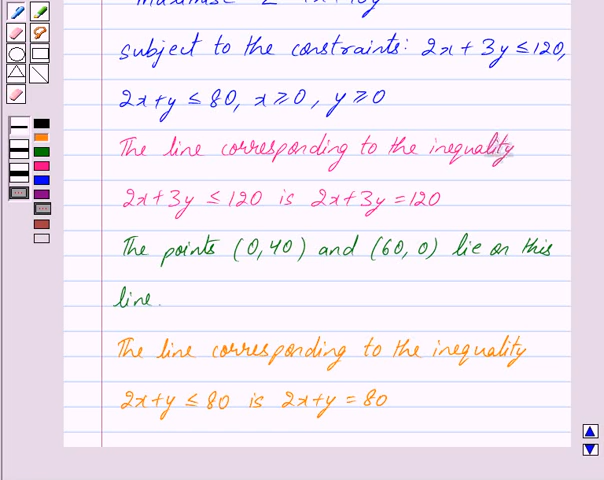 subject to the constraints: 2x + 3y ≤ 120,
2x+y ≤ 80, x ≥ 0, y ≥ 0
The line corresponding to the inequality
2x+3y ≤ 120 is 2x+3y = 120
The points (0,40) and (60,0) lie on this
line.
The line corresponding to the inequality
2x+y ≤ 80 is 2x+y = 80